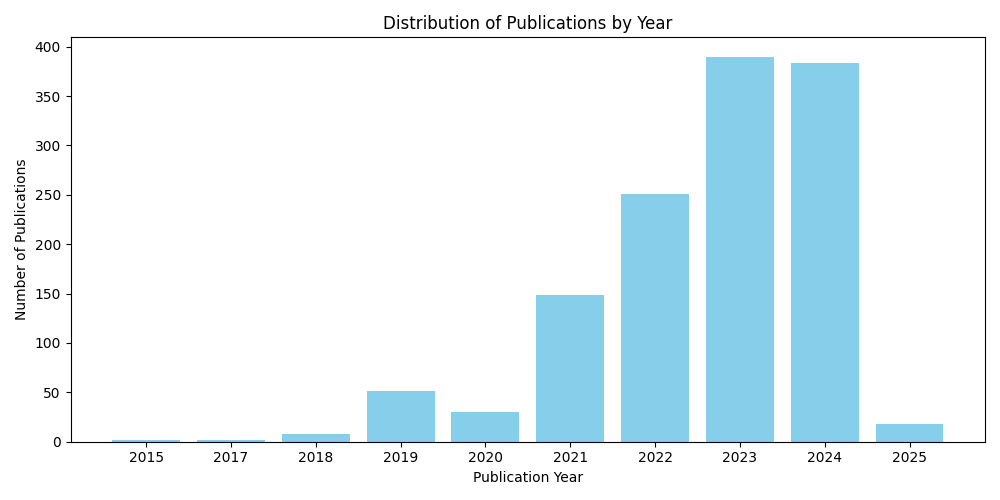 Distribution of Publications by Year
Number of Publications
400
350
300
250
200
150
100
50
0
2015 2017 2018 2019 2020 2021 2022 2023 2024 2025
Publication Year